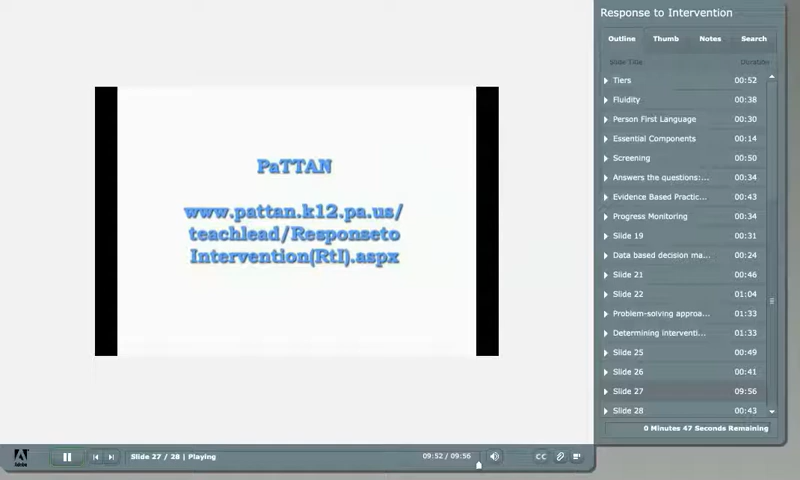 Response to Intervention
Outline Thumb Notes Search
Slide Title Duration
Tiers 00:52
Fluidity 00:38
Person First Language 00:30
Essential Components 00:14
Screening 00:50
Answers the questions:... 00:34
Evidence Based Practic... 00:43
Progress Monitoring 00:34
Slide 19 00:31
Data based decision ma... 00:24
Slide 21 00:46
Slide 22 01:04
Problem-solving approa... 01:33
Determining interventi... 01:33
Slide 25 00:49
Slide 26 00:41
Slide 27 09:56
Slide 28 00:43
0 Minutes 47 Seconds Remaining
PaTTAN
www.pattan.k12.pa.us/
teachlead/Responseto
Intervention(RtI).aspx
Adobe
Slide 27 / 28 | Playing 09:52 / 09:56 CC